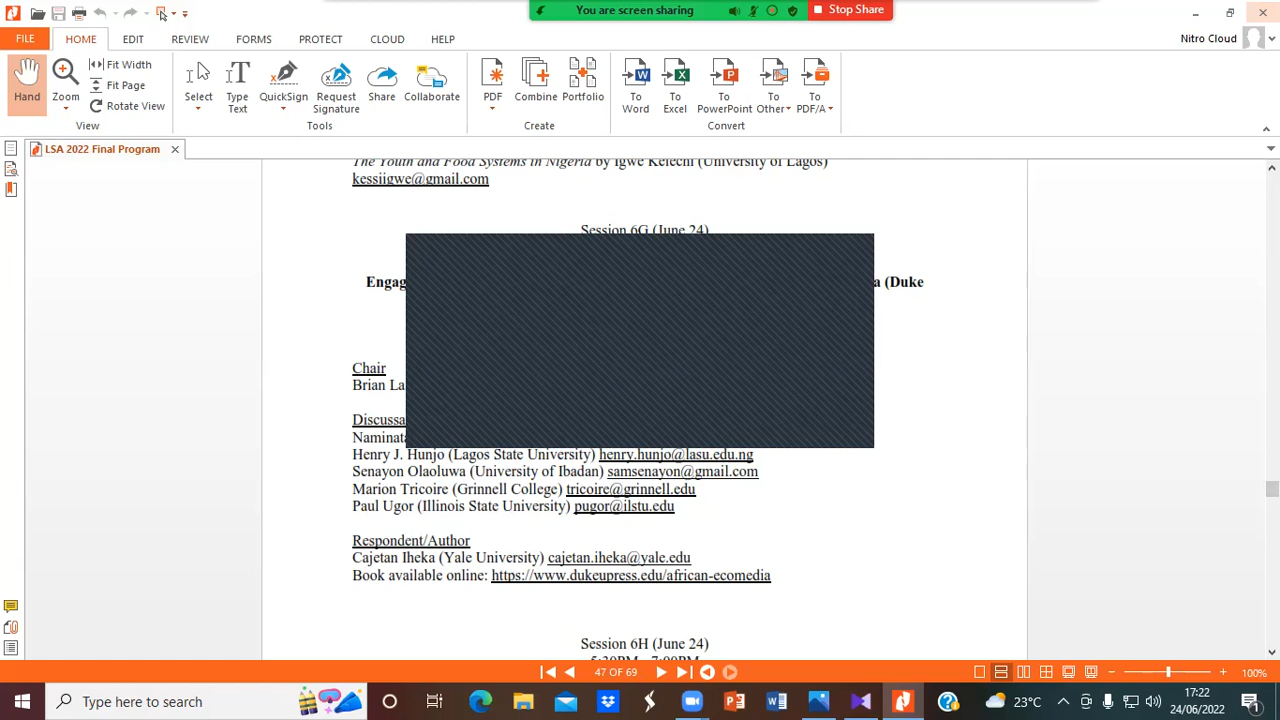 You are screen sharing
Stop Share
FILE
HOME
EDIT
REVIEW
FORMS
PROTECT
CLOUD
HELP
Nitro Cloud
Hand
Zoom
Fit Width
Fit Page
Rotate View
View
Select
Type Text
QuickSign
Request Signature
Share
Collaborate
Tools
PDF
Combine
Portfolio
Create
To Word
To Excel
To PowerPoint
To Other
To PDF/A
Convert
LSA 2022 Final Program
The Youth and Food Systems in Nigeria by Igwe Kelechi (University of Lagos)
kessiigwe@gmail.com
Session 6G (June 24)
(Duke
Chair
Brian
Henry J. Hunjo (Lagos State University) henry.hunjo@lasu.edu.ng
Senayon Olaoluwa (University of Ibadan) samsenayon@gmail.com
Marion Tricoire (Grinnell College) tricoire@grinnell.edu
Paul Ugor (Illinois State University) pugor@ilstu.edu
Respondent/Author
Cajetan Iheka (Yale University) cajetan.iheka@yale.edu
Book available online: https://www.dukeupress.edu/african-ecomedia
Session 6H (June 24)
5:30PM - 7:00PM
47 OF 69
100%
Type here to search
23°C
17:22
24/06/2022
1